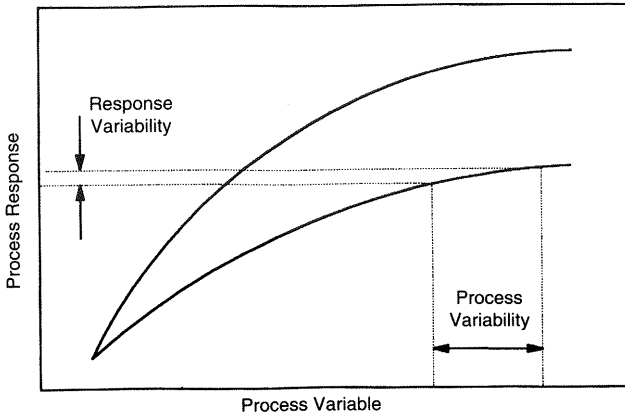 Response
Variability
Process Response
Process
Variability
Process Variable